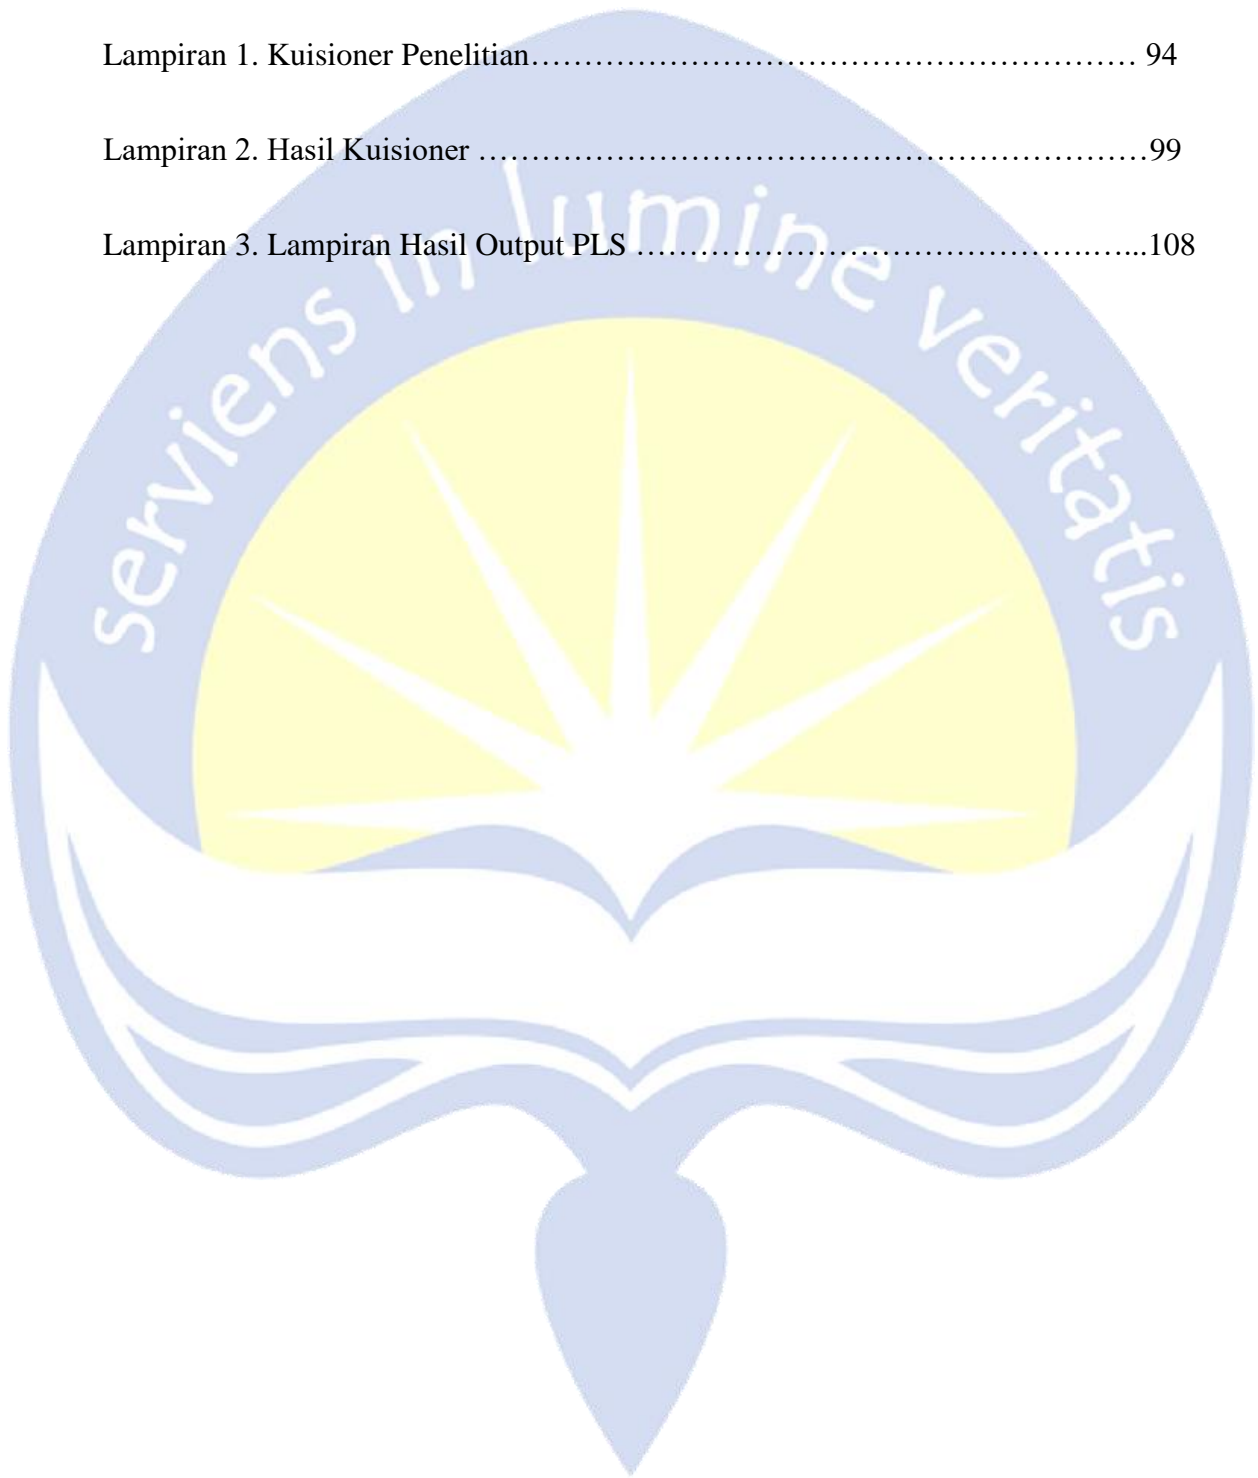 Lampiran 1. Kuisioner Penelitian…………………………………………………………… 94
Lampiran 2. Hasil Kuisioner …………………………………………………………………99
Lampiran 3. Lampiran Hasil Output PLS ………………………………………………...108
serviens in lumine veritatis